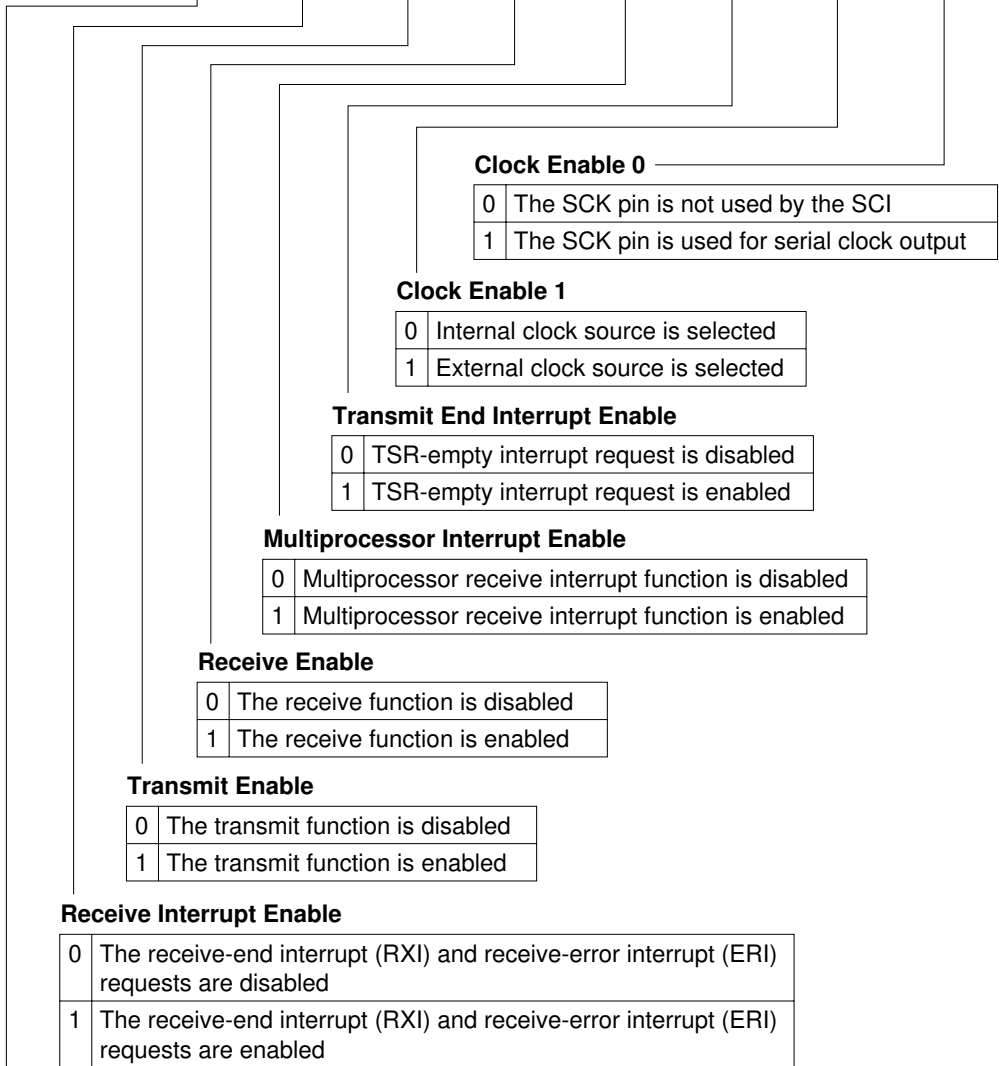 Clock Enable 0
0 The SCK pin is not used by the SCI
1 The SCK pin is used for serial clock output
Clock Enable 1
0 Internal clock source is selected
1 External clock source is selected
Transmit End Interrupt Enable
0 TSR-empty interrupt request is disabled
1 TSR-empty interrupt request is enabled
Multiprocessor Interrupt Enable
0 Multiprocessor receive interrupt function is disabled
1 Multiprocessor receive interrupt function is enabled
Receive Enable
0 The receive function is disabled
1 The receive function is enabled
Transmit Enable
0 The transmit function is disabled
1 The transmit function is enabled
Receive Interrupt Enable
0 The receive-end interrupt (RXI) and receive-error interrupt (ERI)
requests are disabled
1 The receive-end interrupt (RXI) and receive-error interrupt (ERI)
requests are enabled